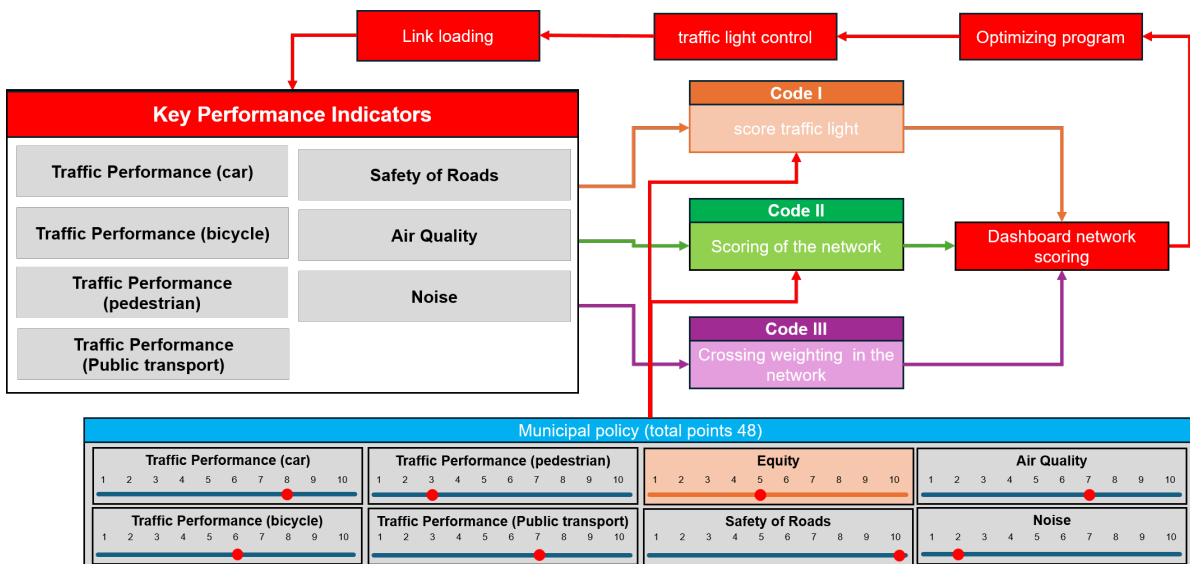 Link loading
traffic light control
Optimizing program
Key Performance Indicators
Traffic Performance (car)
Safety of Roads
Traffic Performance (bicycle)
Air Quality
Traffic Performance
(pedestrian)
Noise
Traffic Performance
(Public transport)
Code I
score traffic light
Code II
Scoring of the network
Code III
Crossing weighting in the
network
Dashboard network
scoring
Municipal policy (total points 48)
Traffic Performance (car)
1 2 3 4 5 6 7 8 9 10
Traffic Performance (pedestrian)
1 2 3 4 5 6 7 8 9 10
Equity
1 2 3 4 5 6 7 8 9 10
Air Quality
1 2 3 4 5 6 7 8 9 10
Traffic Performance (bicycle)
1 2 3 4 5 6 7 8 9 10
Traffic Performance (Public transport)
1 2 3 4 5 6 7 8 9 10
Safety of Roads
1 2 3 4 5 6 7 8 9 10
Noise
1 2 3 4 5 6 7 8 9 10